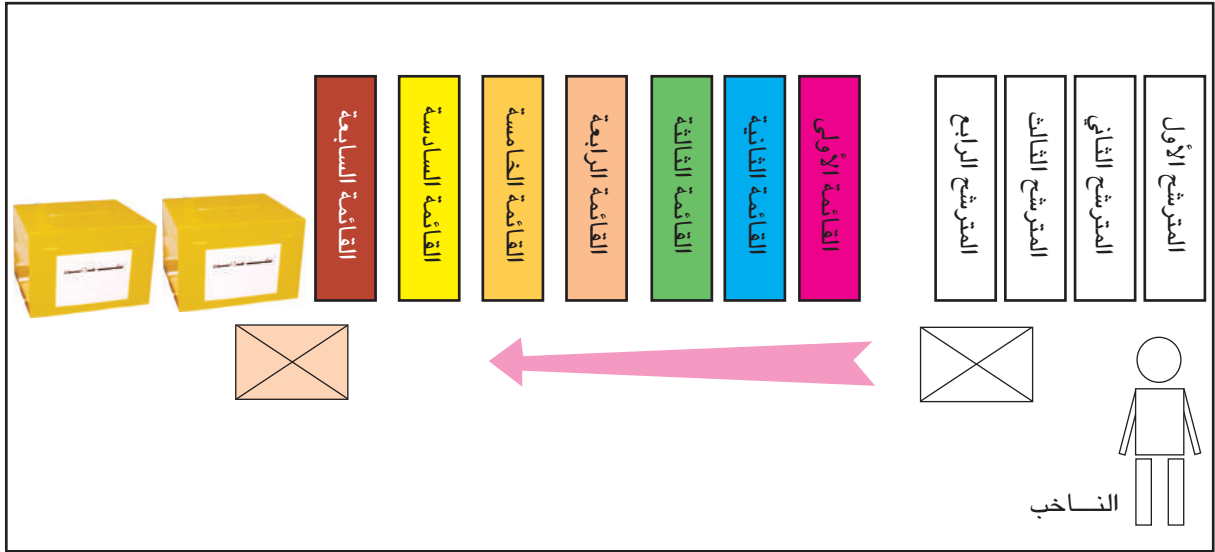 المترشح الأول
المترشح الثاني
المترشح الثالث
المترشح الرابع
القائمة الأولى
القائمة الثانية
القائمة الثالثة
القائمة الرابعة
القائمة الخامسة
القائمة السادسة
القائمة السابعة
النـــاخب